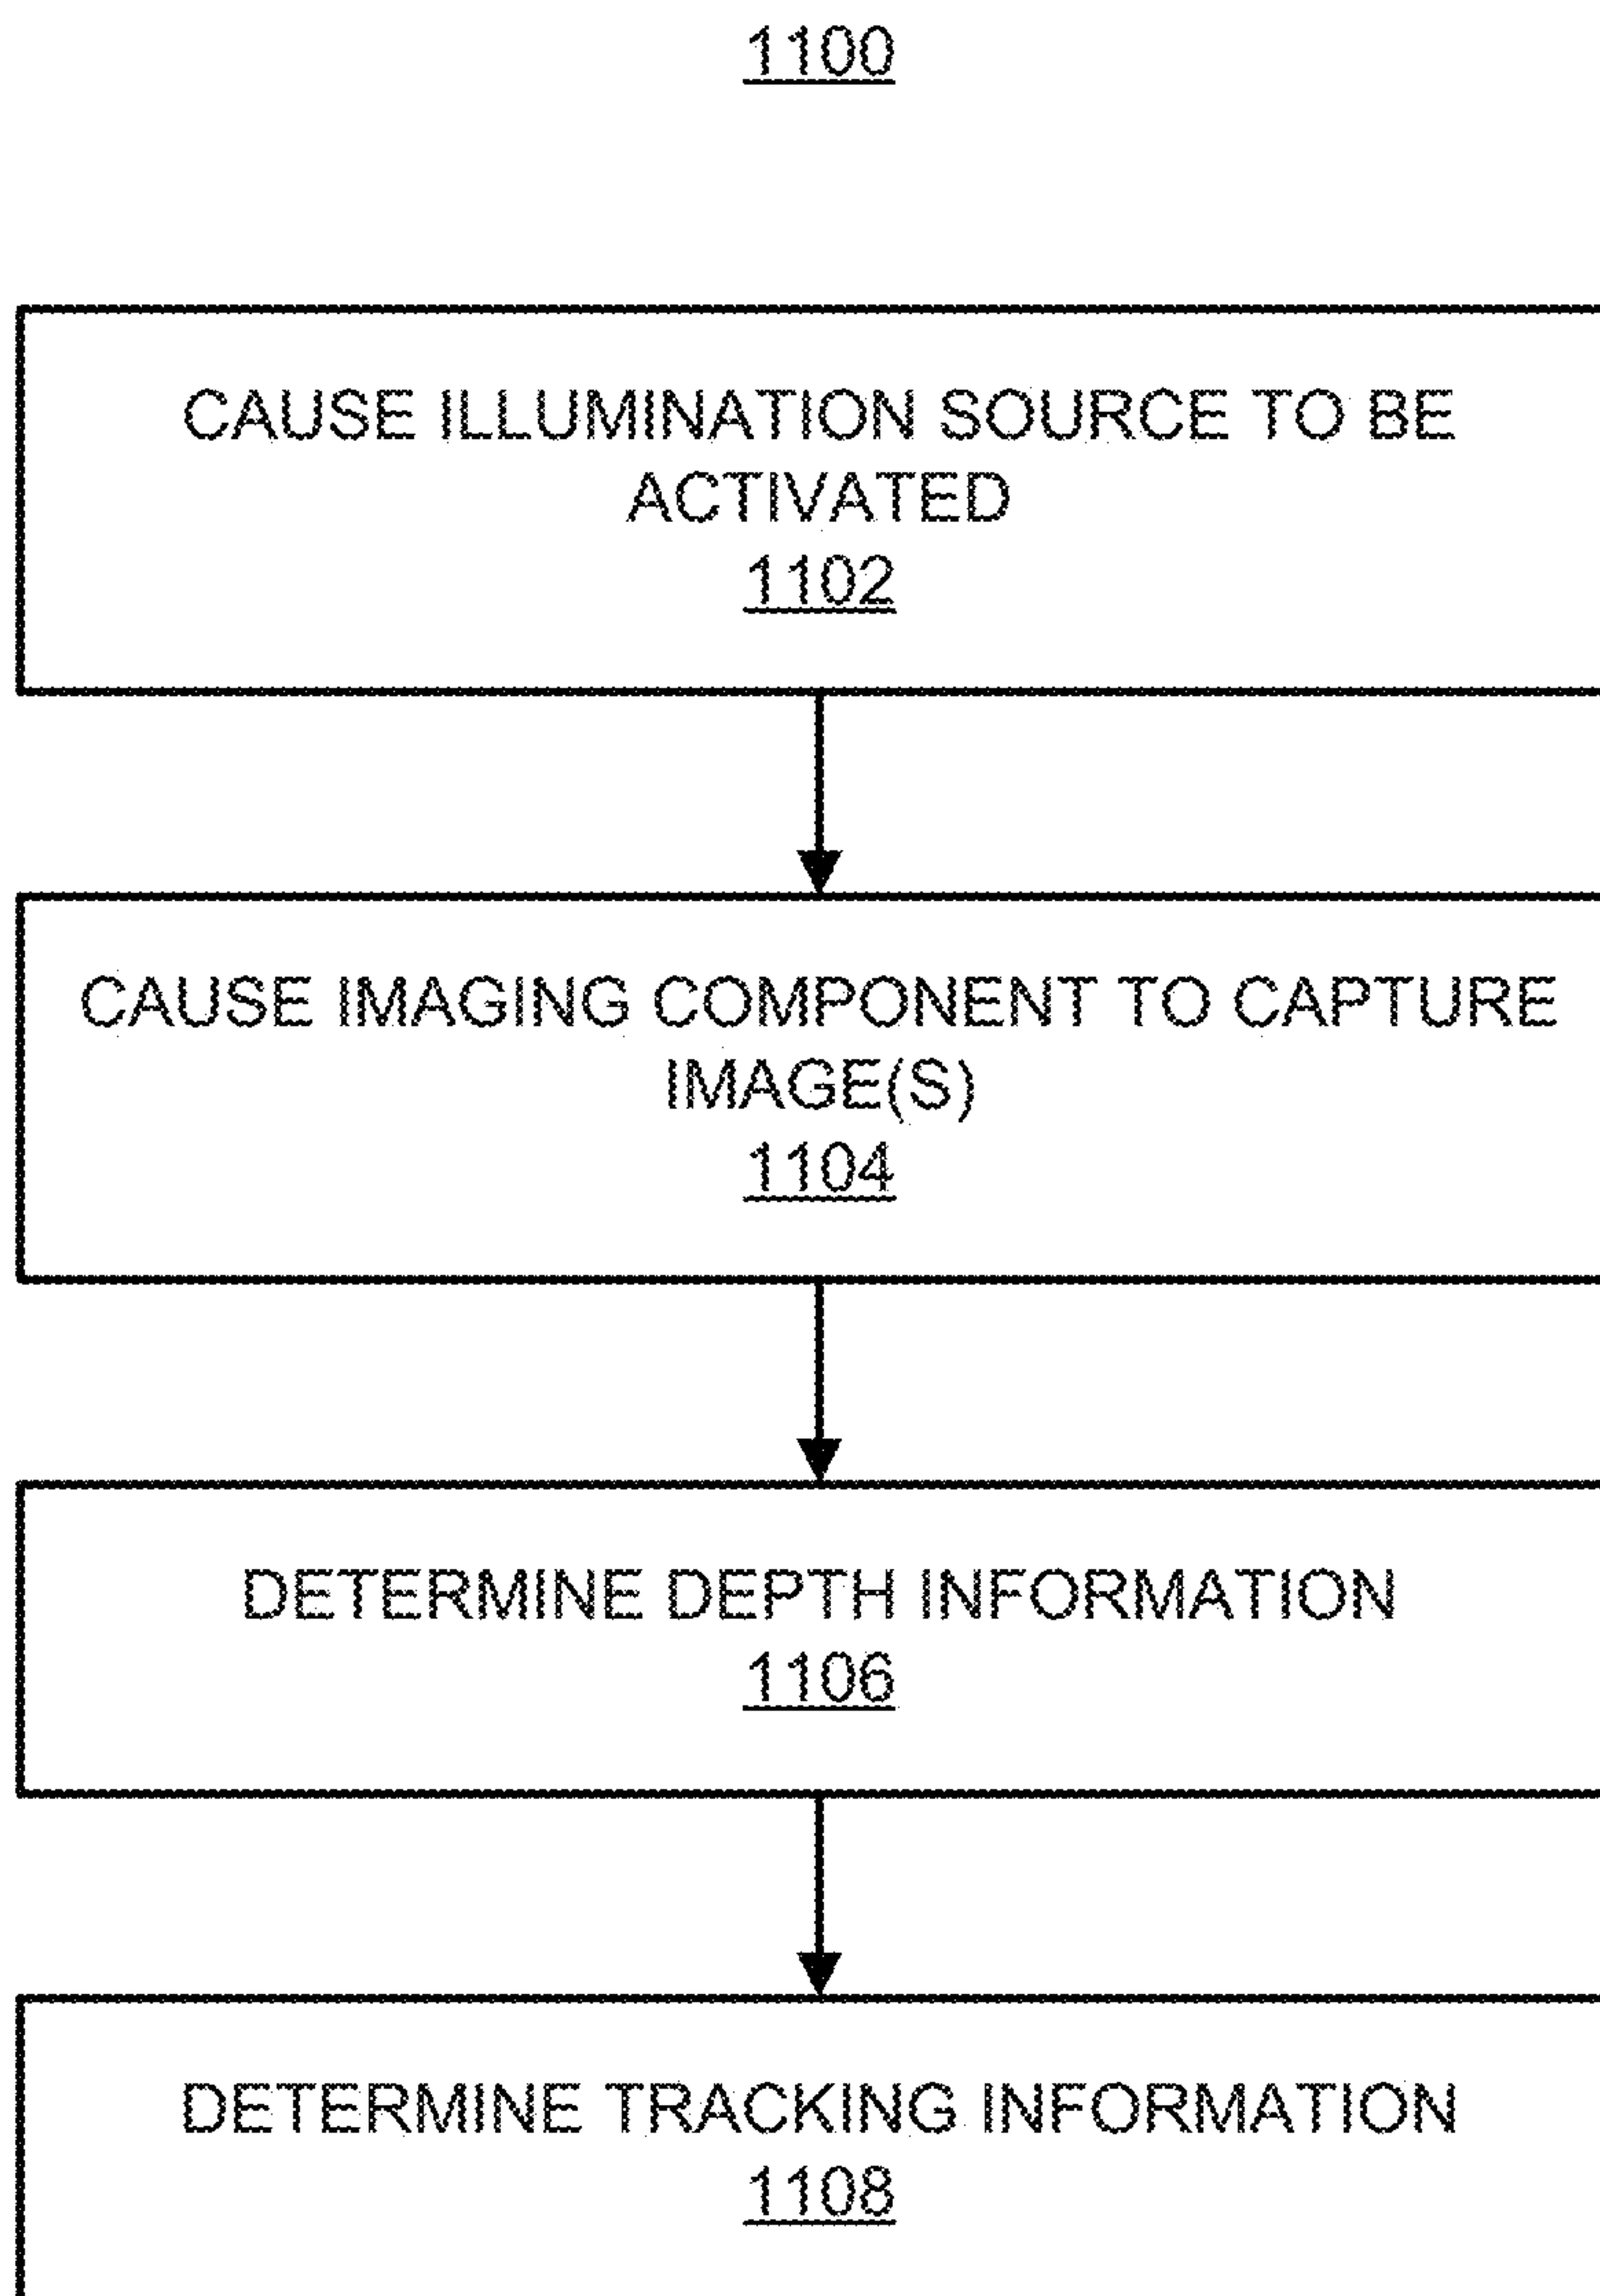 1100
CAUSE ILLUMINATION SOURCE TO BE
ACTIVATED
1102
CAUSE IMAGING COMPONENT TO CAPTURE
IMAGE(S)
1104
DETERMINE DEPTH INFORMATION
1106
DETERMINE TRACKING INFORMATION
1108